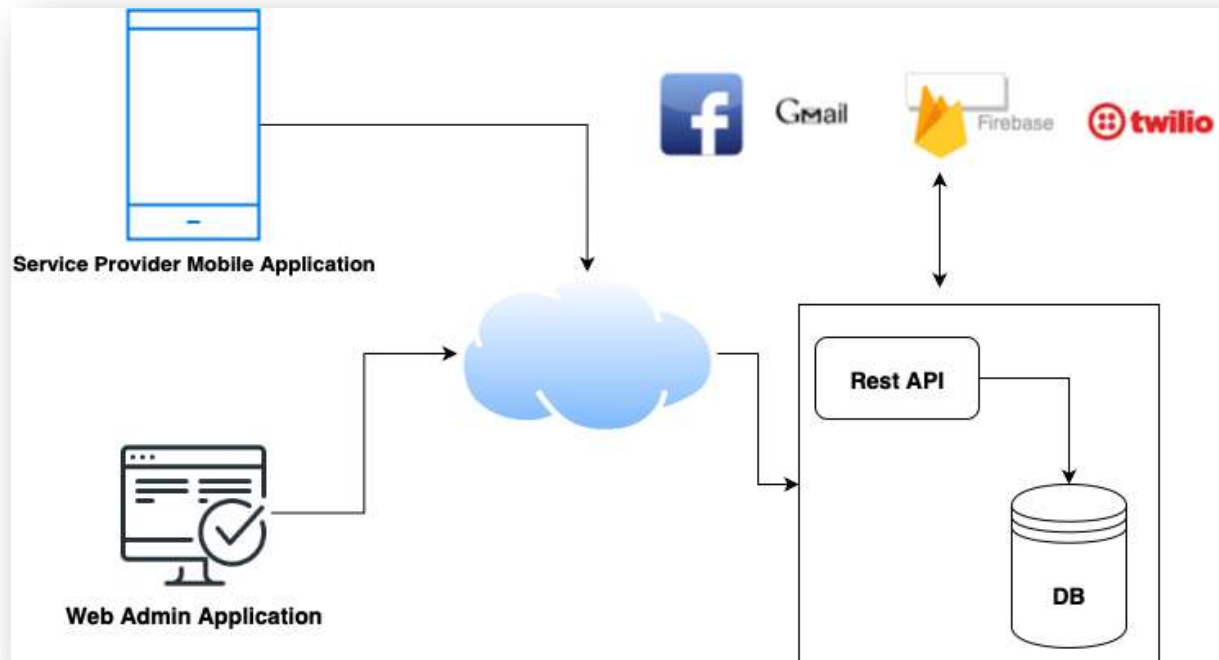 Gmail
Firebase
twilio
Service Provider Mobile Application
Rest API
DB
Web Admin Application